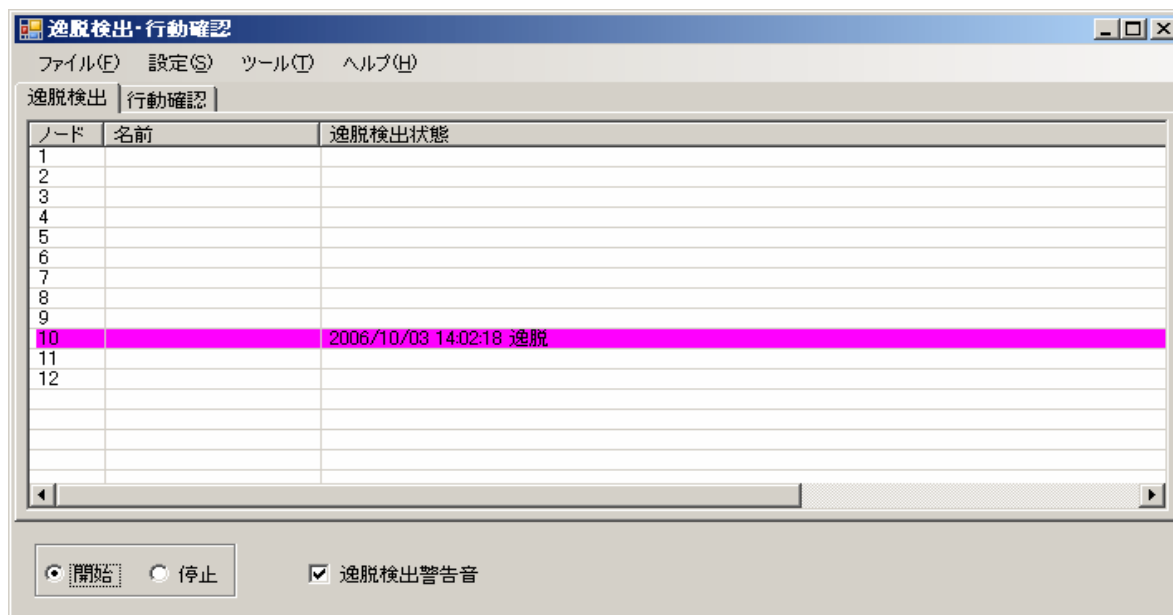 逸脱検出・行動確認
ファイル(F) 設定(S) ツール(T) ヘルプ(H)
逸脱検出 行動確認
ノード 名前 逸脱検出状態
1
2
3
4
5
6
7
8
9
10 2006/10/03 14:02:18 逸脱
11
12
開始 停止 逸脱検出警告音